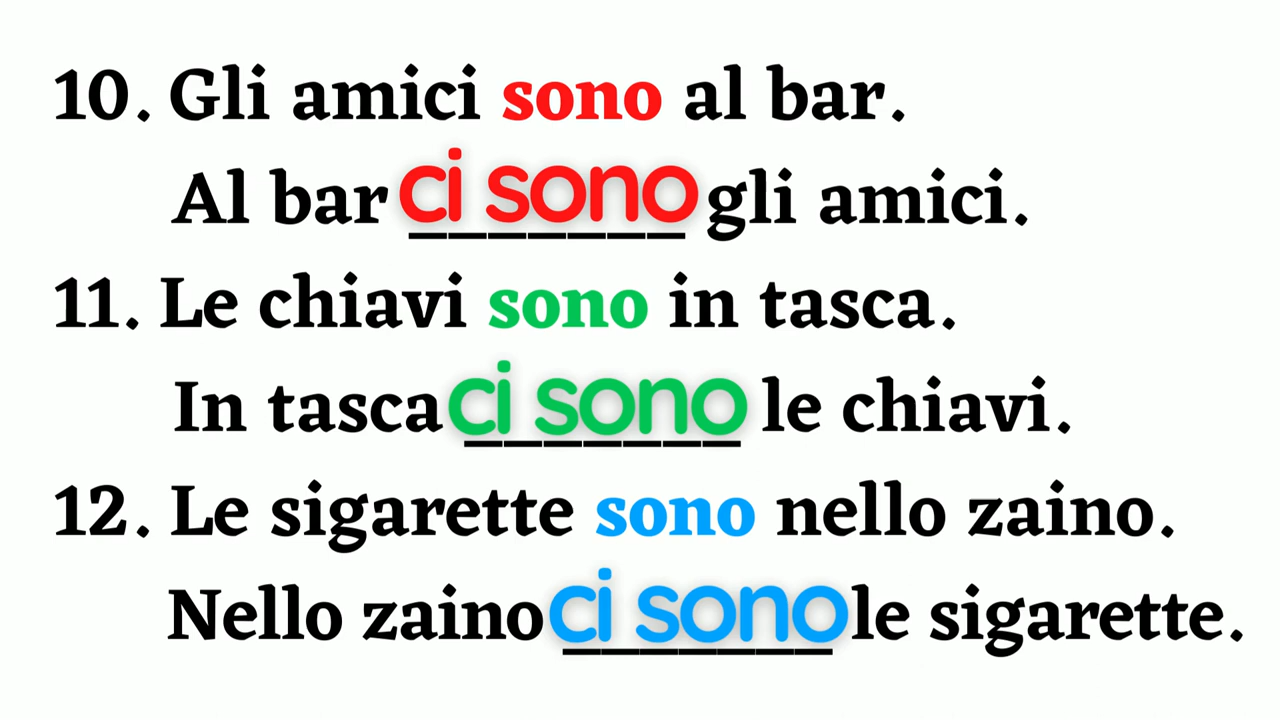 10. Gli amici sono al bar.
Al bar ci sono gli amici.
11. Le chiavi sono in tasca.
In tasca ci sono le chiavi.
12. Le sigarette sono nello zaino.
Nello zaino ci sono le sigarette.